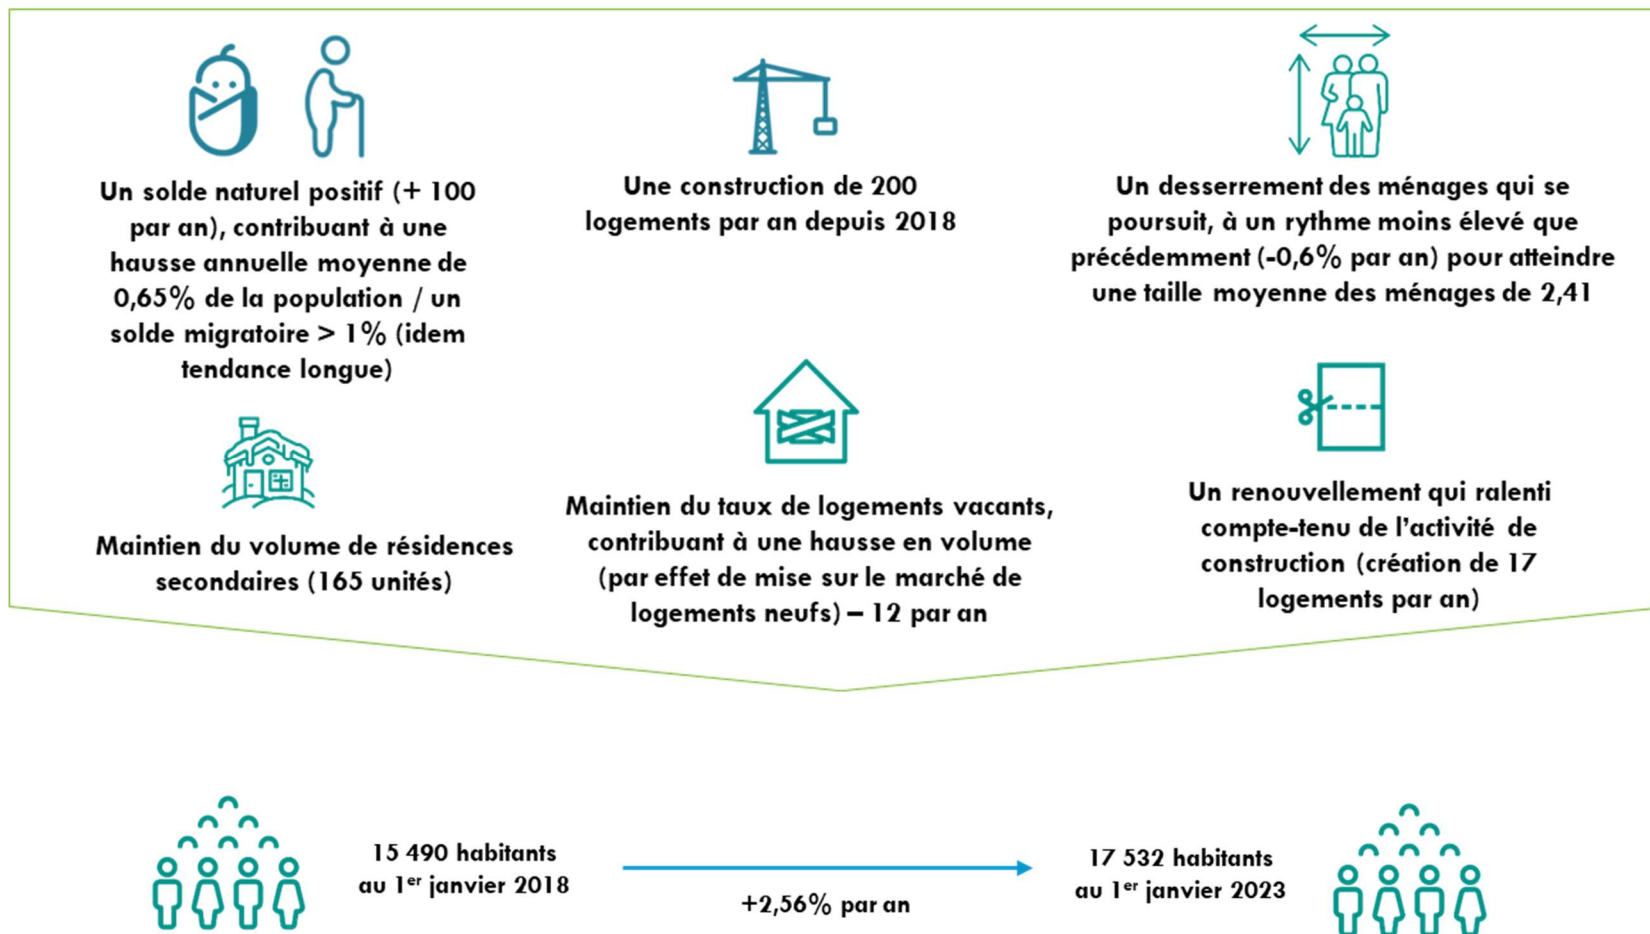 Un solde naturel positif (+ 100
par an), contribuant à une
hausse annuelle moyenne de
0,65% de la population / un
solde migratoire > 1% (idem
tendance longue)
Une construction de 200
logements par an depuis 2018
Un desserrement des ménages qui se
poursuit, à un rythme moins élevé que
précédemment (-0,6% par an) pour atteindre
une taille moyenne des ménages de 2,41
Maintien du volume de résidences
secondaires (165 unités)
Maintien du taux de logements vacants,
contribuant à une hausse en volume
(par effet de mise sur le marché de
logements neufs) – 12 par an
Un renouvellement qui ralenti
compte-tenu de l'activité de
construction (création de 17
logements par an)
15 490 habitants
au 1er janvier 2018
+2,56% par an
17 532 habitants
au 1er janvier 2023